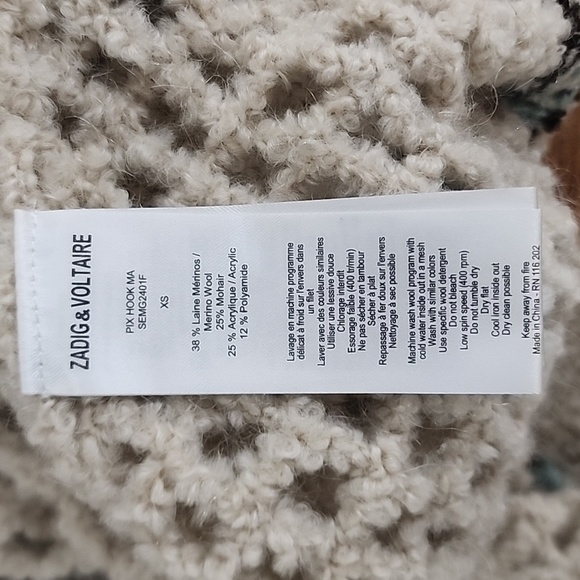 ZADIG & VOLTAIRE
PIX HOOK MA
SEMG2401F
XS
38 % Laine Mérinos /
Merino Wool
25% Mohair
25 % Acrylique / Acrylic
12 % Polyamide
Lavage en machine programme
délicat à froid sur l'envers dans
un filet
Laver avec des couleurs similaires
Utiliser une lessive douce
Chlorage interdit
Essorage faible (400 tr/min)
Ne pas sécher en tambour
Sécher à plat
Repassage à fer doux sur l'envers
Nettoyage à sec possible
Machine wash wool program with
cold water inside out in a mesh
Wash with similar colors
Use specific wool detergent
Do not bleach
Low spin speed (400 rpm)
Do not tumble dry
Dry flat
Cool iron inside out
Dry clean possible
Keep away from fire
Made in China - RN 116 202